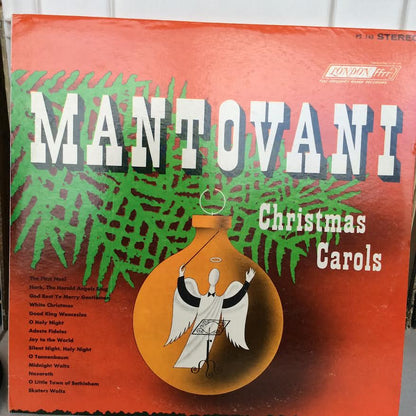 STEREO
LONDON ffrr
MANTOVANI
Christmas
Carols
The First Noël
Hark, The Herald Angels Sing
God Rest Ye Merry Gentlemen
White Christmas
Good King Wenceslas
O Holy Night
Adeste Fideles
Joy to the World
Silent Night, Holy Night
O Tannenbaum
Midnight Waltz
Nazareth
O Little Town of Bethlehem
Skaters Waltz